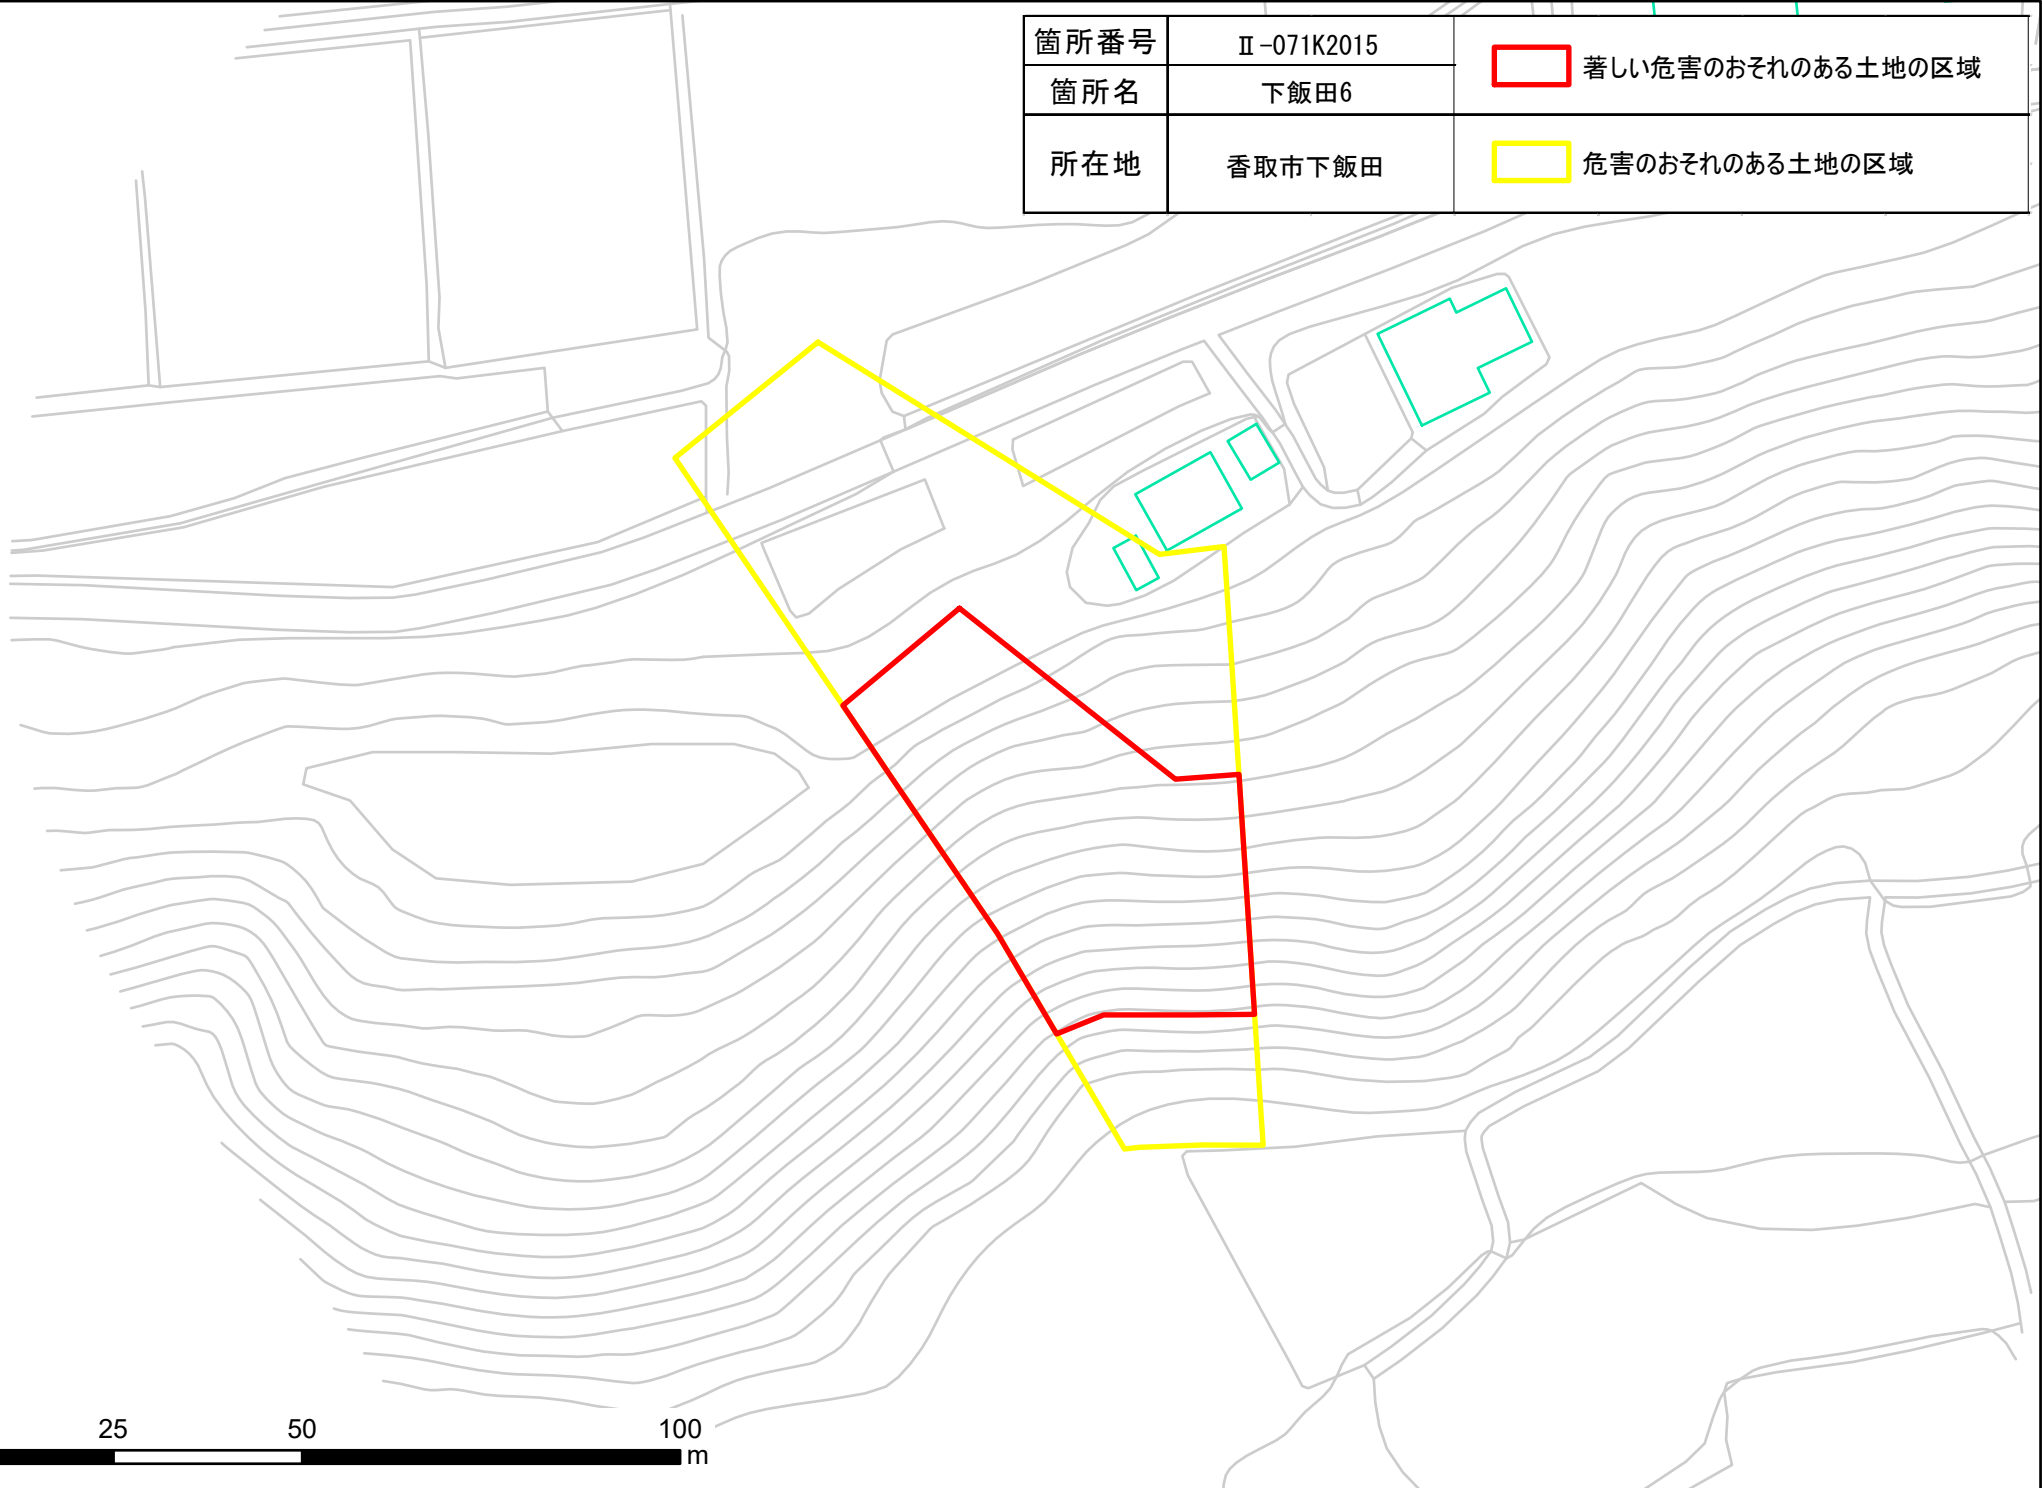 箇所番号 Ⅱ-071K2015
著しい危害のおそれのある土地の区域
箇所名 下飯田6
所在地 香取市下飯田
危害のおそれのある土地の区域
25 50 100
m